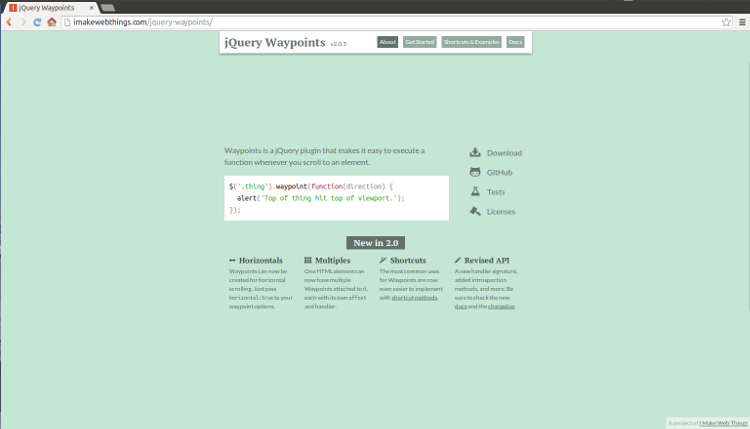 jQuery Waypoints
imakewebthings.com/jquery-waypoints/
jQuery Waypoints v2.0.5 About Get Started Shortcuts & Examples Docs
Waypoints is a jQuery plugin that makes it easy to execute a
function whenever you scroll to an element.
$('.thing').waypoint(function(direction) {
alert('Top of thing hit top of viewport.');
});
Download
GitHub
Tests
Licenses
New in 2.0
Horizontals
Waypoints can now be
created for horizontal
scrolling. Just pass
horizontal: true to your
waypoint options.
Multiples
One HTML element can
now have multiple
Waypoints attached to it,
each with its own offset
and handler.
Shortcuts
The most common uses
for Waypoints are now
even easier to implement
with shortcut methods.
Revised API
A new handler signature,
added introspection
methods, and more. Be
sure to check the new
docs and the changelog.
A project of I Make Web Things